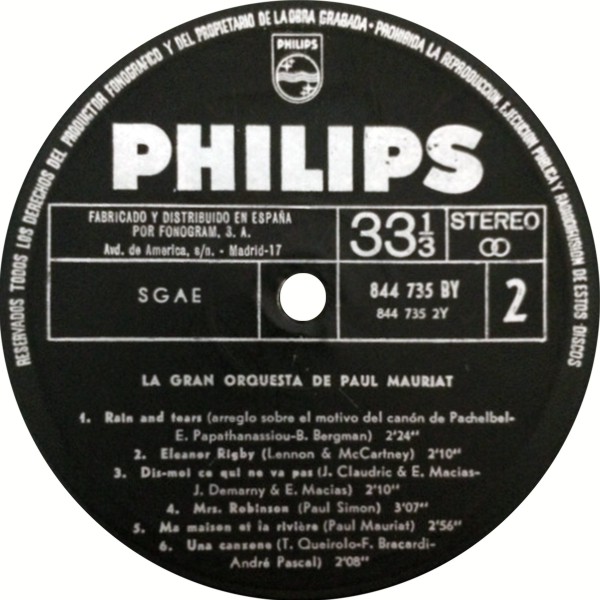 RESERVADOS TODOS LOS DERECHOS DEL PRODUCTOR FONOGRAFICO Y DEL PROPIETARIO DE LA OBRA GRABADA - PROHIBIDA LA REPRODUCCION, EJECUCION PUBLICA Y RADIODIFUSION DE ESTOS DISCOS
PHILIPS
PHILIPS
FABRICADO Y DISTRIBUIDO EN ESPAÑA
POR FONOGRAM, S. A.
Avd. de America, s/n. - Madrid-17
33 1/3
STEREO
SGAE
844 735 BY
844 735 2Y
2
LA GRAN ORQUESTA DE PAUL MAURIAT
1. Rain and tears (arreglo sobre el motivo del canón de Pachelbel-
E. Papathanassiou-B. Bergman) 2'24"
2. Eleanor Rigby (Lennon & McCartney) 2'10"
3. Dis-moi ce qui ne va pas (J. Claudric & E. Macias-
J. Demarny & E. Macias) 2'10"
4. Mrs. Robinson (Paul Simon) 3'07"
5. Ma maison et la rivière (Paul Mauriat) 2'56"
6. Una canzone (T. Queirolo-F. Bracardi-
André Pascal) 2'08"